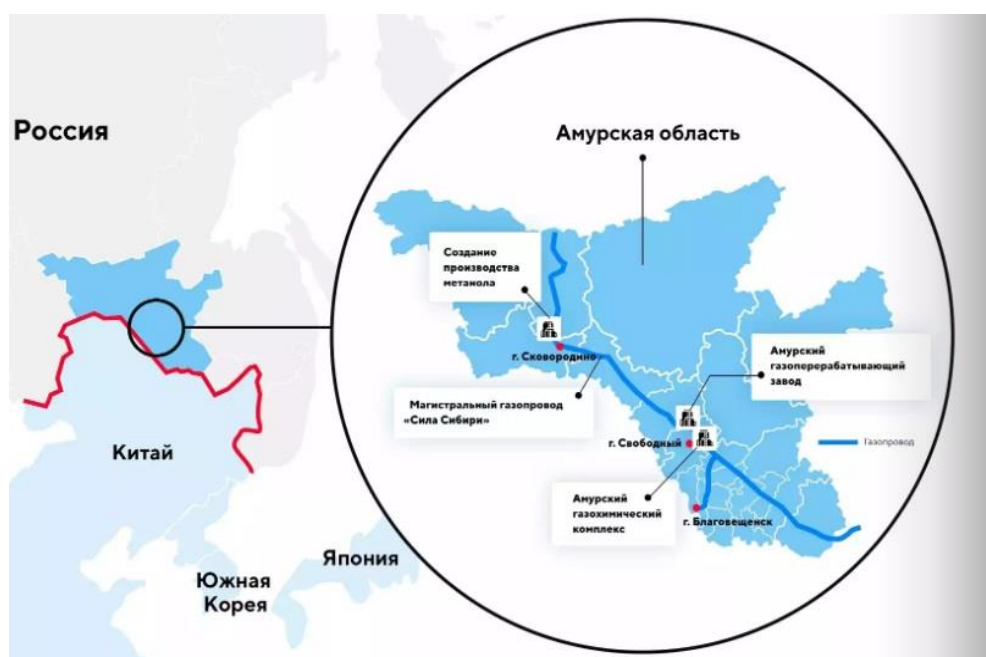 Россия
Китай
Южная
Корея
Япония
Амурская область
Создание
производства
метанола
г. Сковородино
Магистральный газопровод
«Сила Сибири»
Амурский
газоперерабатывающий
завод
г. Свободный
Газопровод
Амурский
газохимический
комплекс
г. Благовещенск